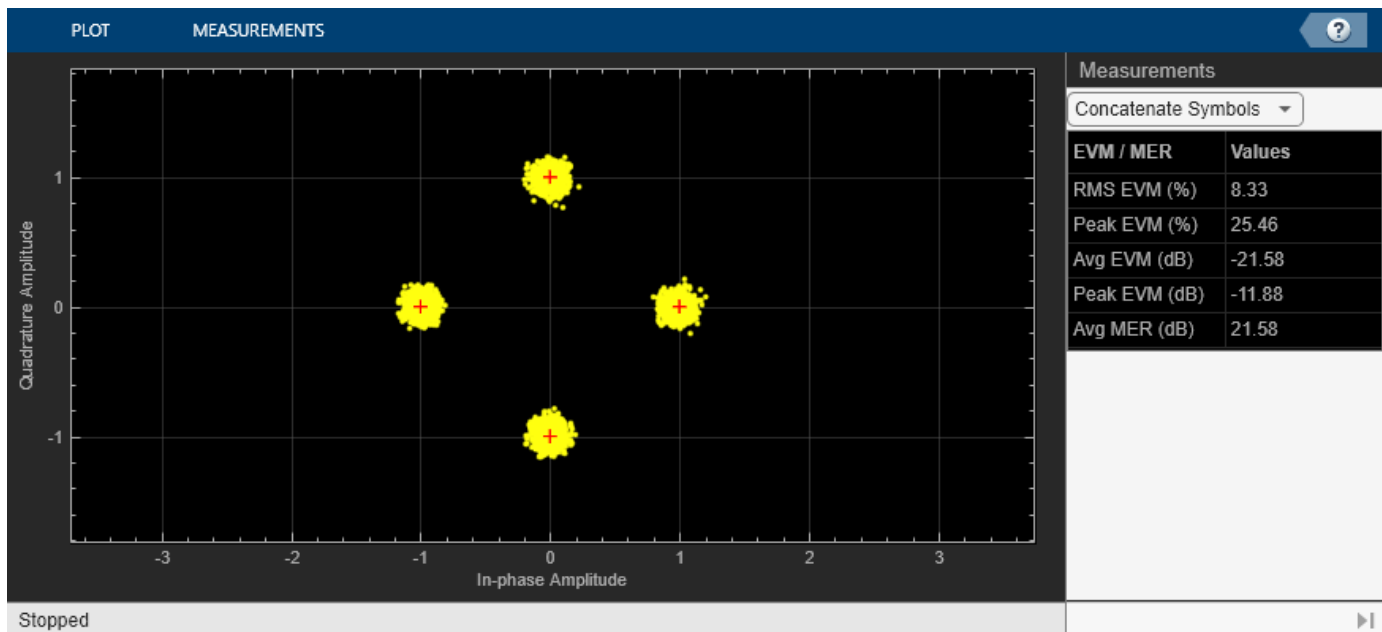 PLOT MEASUREMENTS ?
Measurements
Concatenate Symbols
EVM / MER Values
RMS EVM (%) 8.33
Peak EVM (%) 25.46
Avg EVM (dB) -21.58
Peak EVM (dB) -11.88
Avg MER (dB) 21.58
Quadrature Amplitude
1
0
-1
-3 -2 -1 0 1 2 3
In-phase Amplitude
Stopped